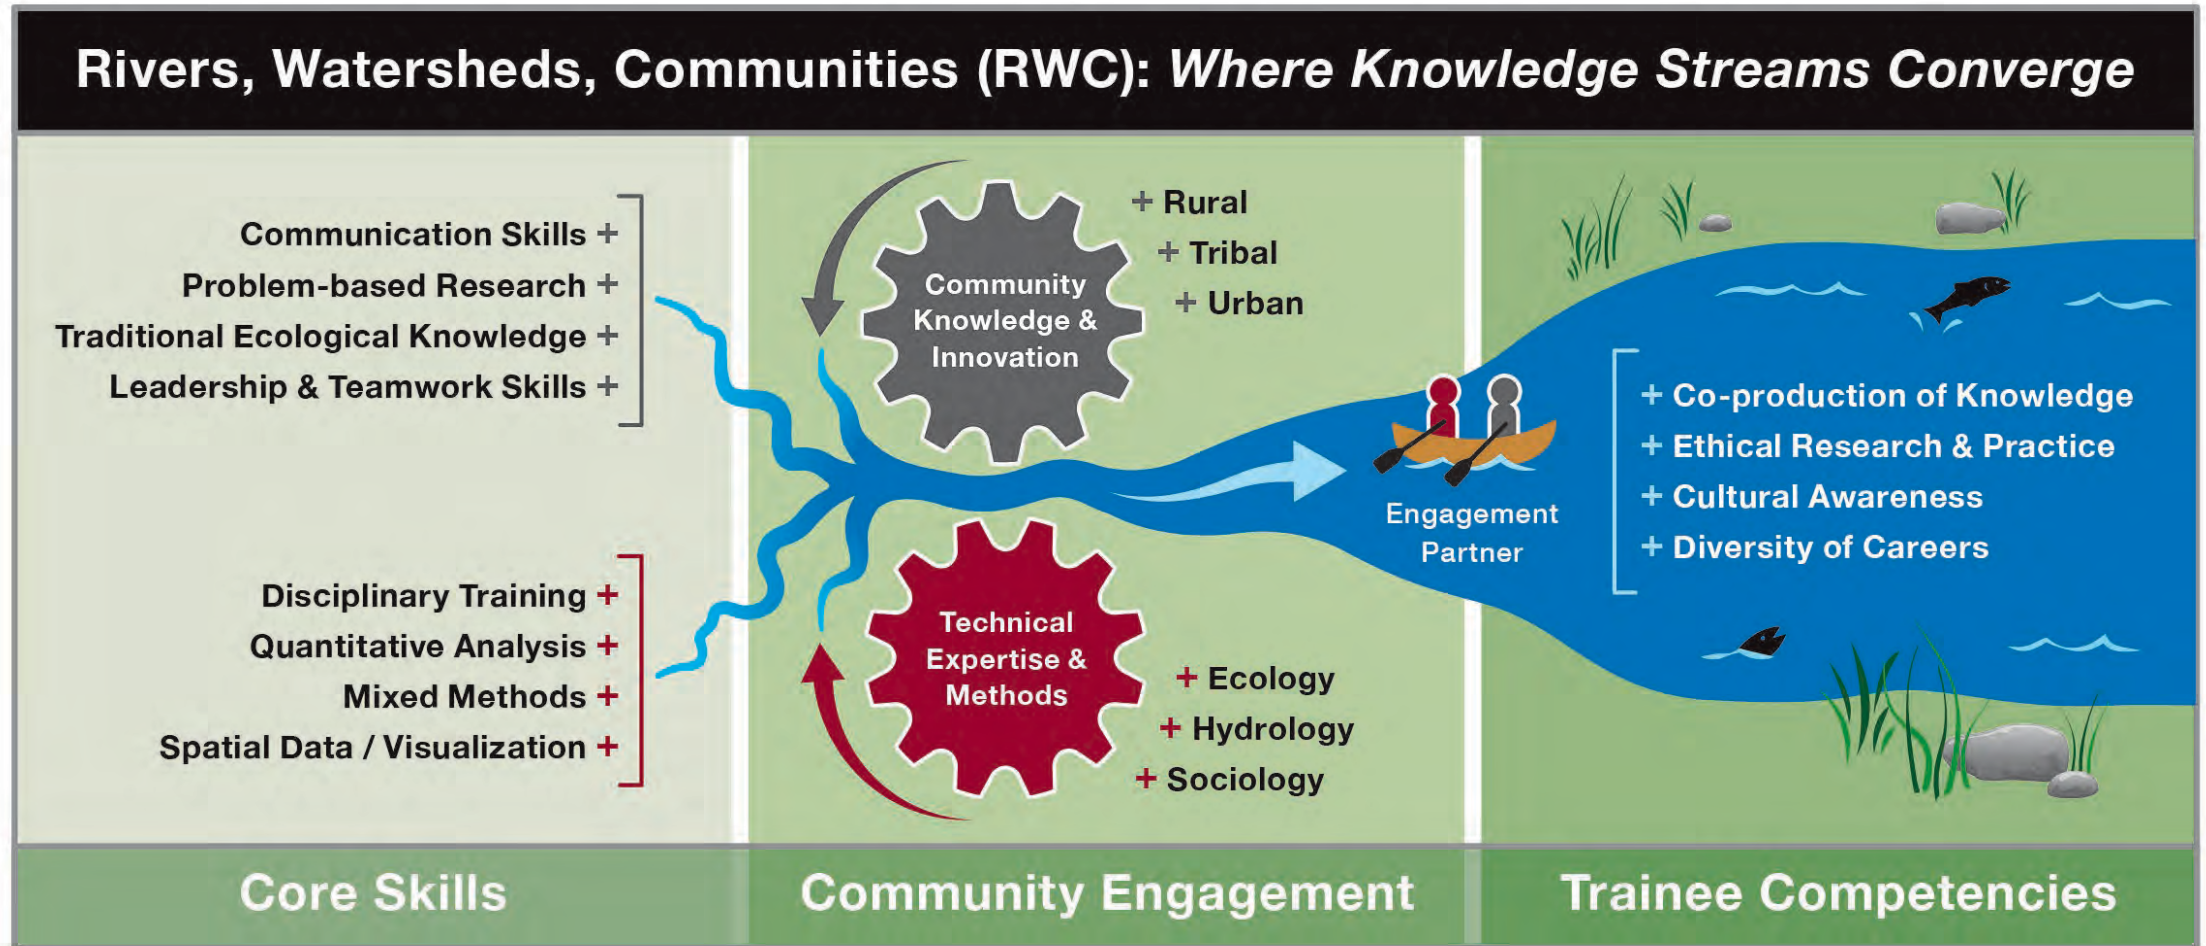 Rivers, Watersheds, Communities (RWC): Where Knowledge Streams Converge
Communication Skills +
Problem-based Research +
Traditional Ecological Knowledge +
Leadership & Teamwork Skills +
Disciplinary Training +
Quantitative Analysis +
Mixed Methods +
Spatial Data / Visualization +
Core Skills
Community
Knowledge &
Innovation
+ Rural
+ Tribal
+ Urban
Technical
Expertise &
Methods
+ Ecology
+ Hydrology
+ Sociology
Engagement
Partner
Community Engagement
+ Co-production of Knowledge
+ Ethical Research & Practice
+ Cultural Awareness
+ Diversity of Careers
Trainee Competencies